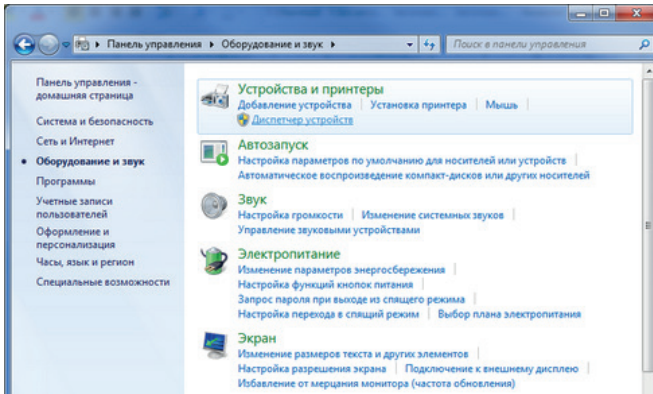 Панель управления ▸ Оборудование и звук ▸
Поиск в панели управления
Панель управления -
домашняя страница
Система и безопасность
Сеть и Интернет
Оборудование и звук
Программы
Учетные записи
пользователей
Оформление и
персонализация
Часы, язык и регион
Специальные возможности
Устройства и принтеры
Добавление устройства | Установка принтера | Мышь |
Диспетчер устройств
Автозапуск
Настройка параметров по умолчанию для носителей или устройств |
Автоматическое воспроизведение компакт-дисков или других носителей
Звук
Настройка громкости | Изменение системных звуков |
Управление звуковыми устройствами
Электропитание
Изменение параметров энергосбережения |
Настройка функций кнопок питания |
Запрос пароля при выходе из спящего режима |
Настройка перехода в спящий режим | Выбор плана электропитания
Экран
Изменение размеров текста и других элементов |
Настройка разрешения экрана | Подключение к внешнему дисплею |
Избавление от мерцания монитора (частота обновления)